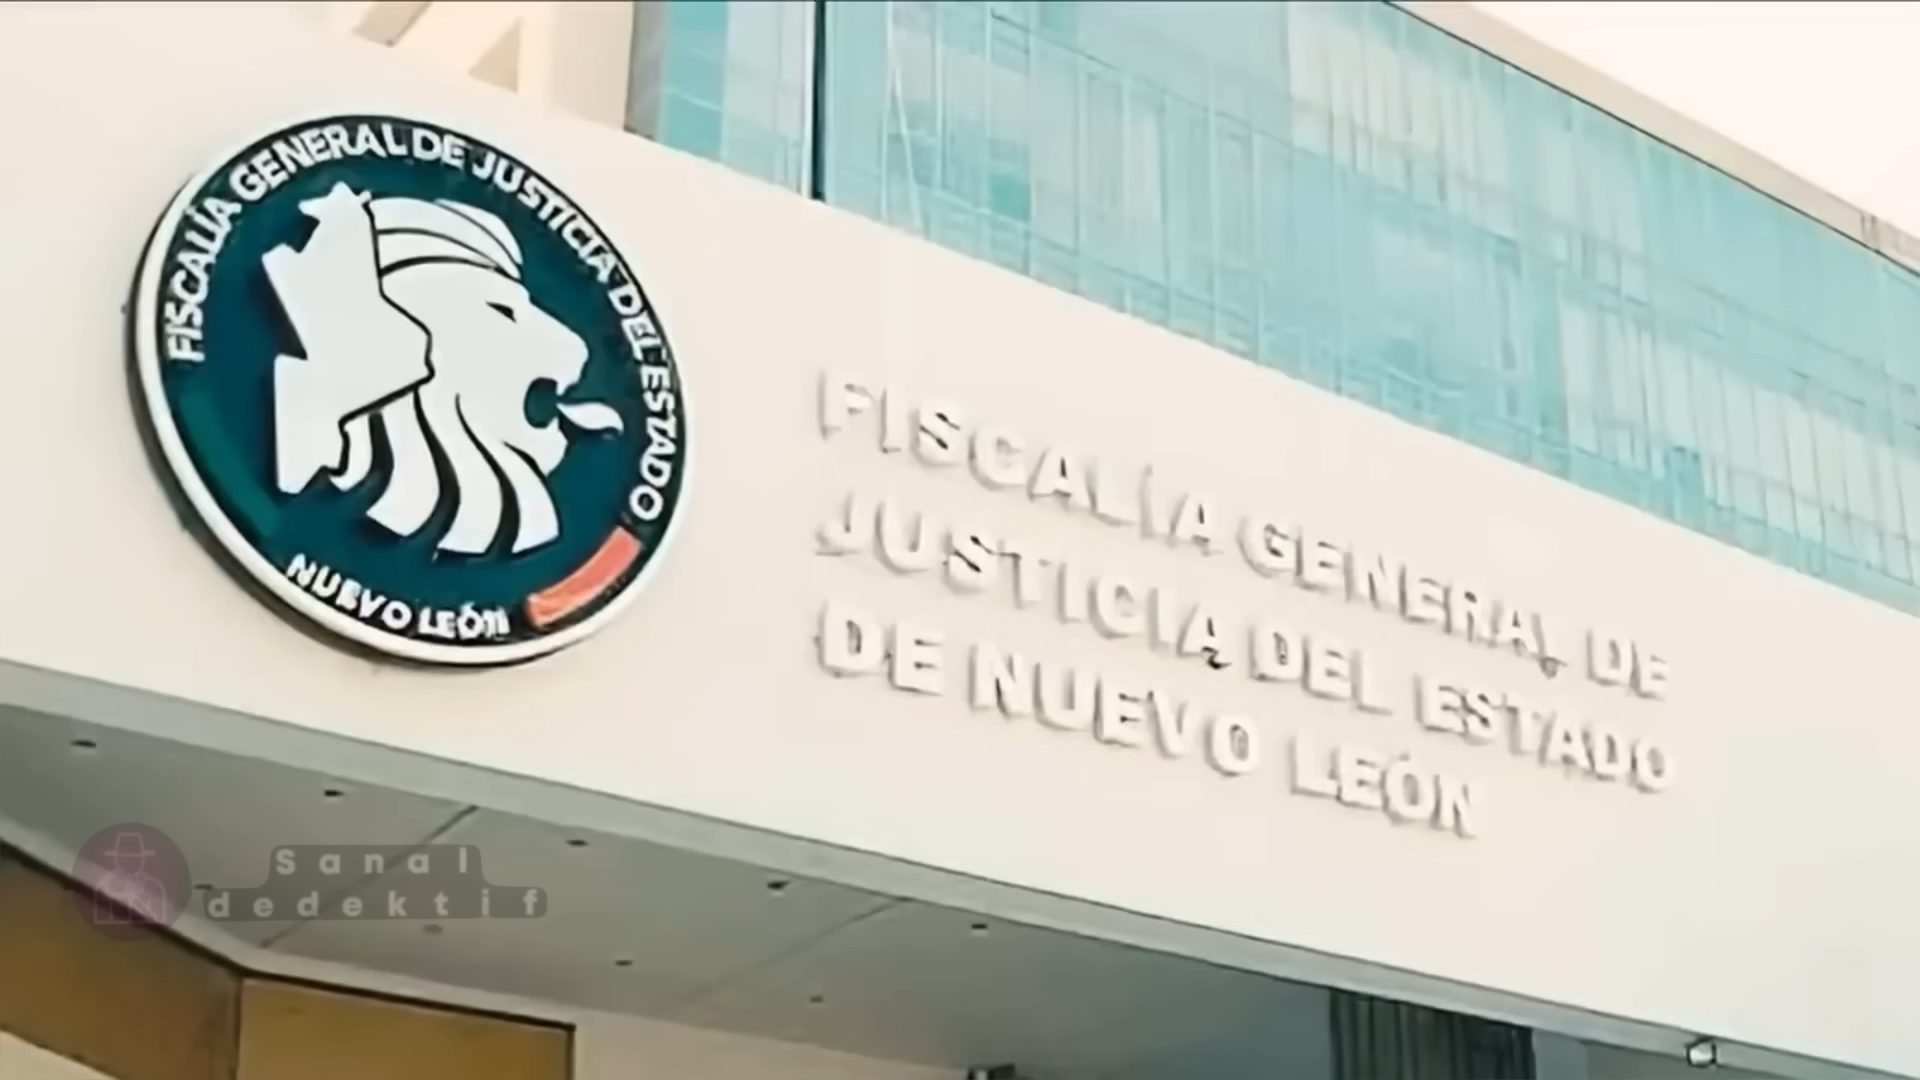 FISCALÍA GENERAL DE JUSTICIA DEL ESTADO
NUEVO LEÓN
FISCALÍA GENERAL DE
JUSTICIA DEL ESTADO
DE NUEVO LEÓN
Sanal
dedektif